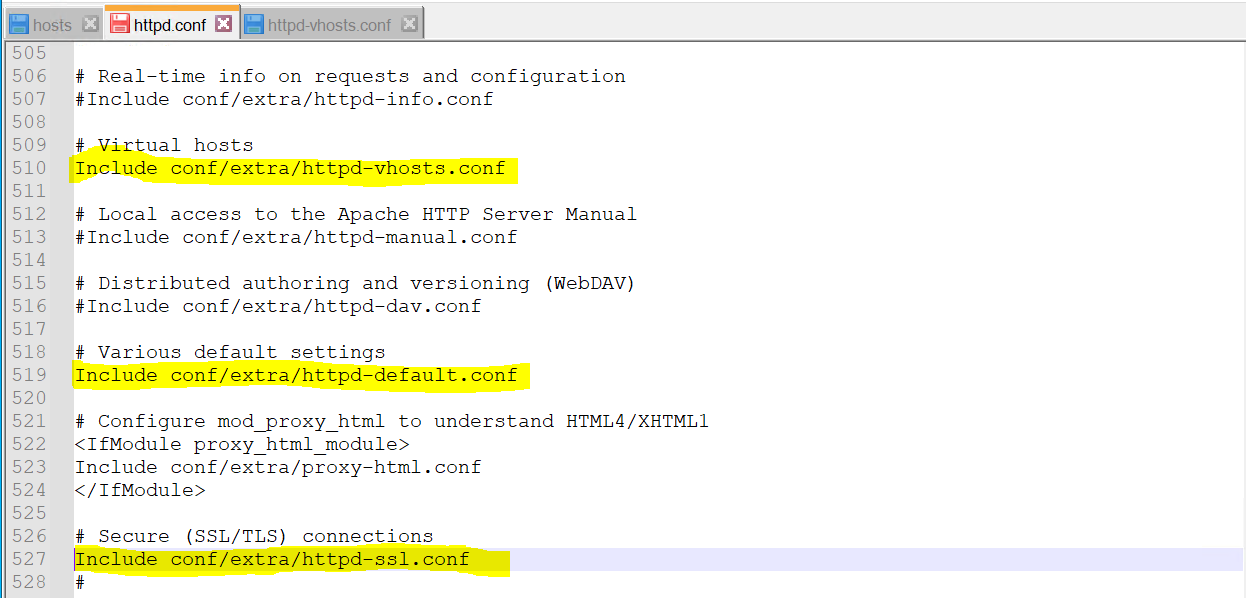 hosts httpd.conf httpd-vhosts.conf
505
506 # Real-time info on requests and configuration
507 #Include conf/extra/httpd-info.conf
508
509 # Virtual hosts
510 Include conf/extra/httpd-vhosts.conf
511
512 # Local access to the Apache HTTP Server Manual
513 #Include conf/extra/httpd-manual.conf
514
515 # Distributed authoring and versioning (WebDAV)
516 #Include conf/extra/httpd-dav.conf
517
518 # Various default settings
519 Include conf/extra/httpd-default.conf
520
521 # Configure mod_proxy_html to understand HTML4/XHTML1
522 <IfModule proxy_html_module>
523 Include conf/extra/proxy-html.conf
524 </IfModule>
525
526 # Secure (SSL/TLS) connections
527 Include conf/extra/httpd-ssl.conf
528 #